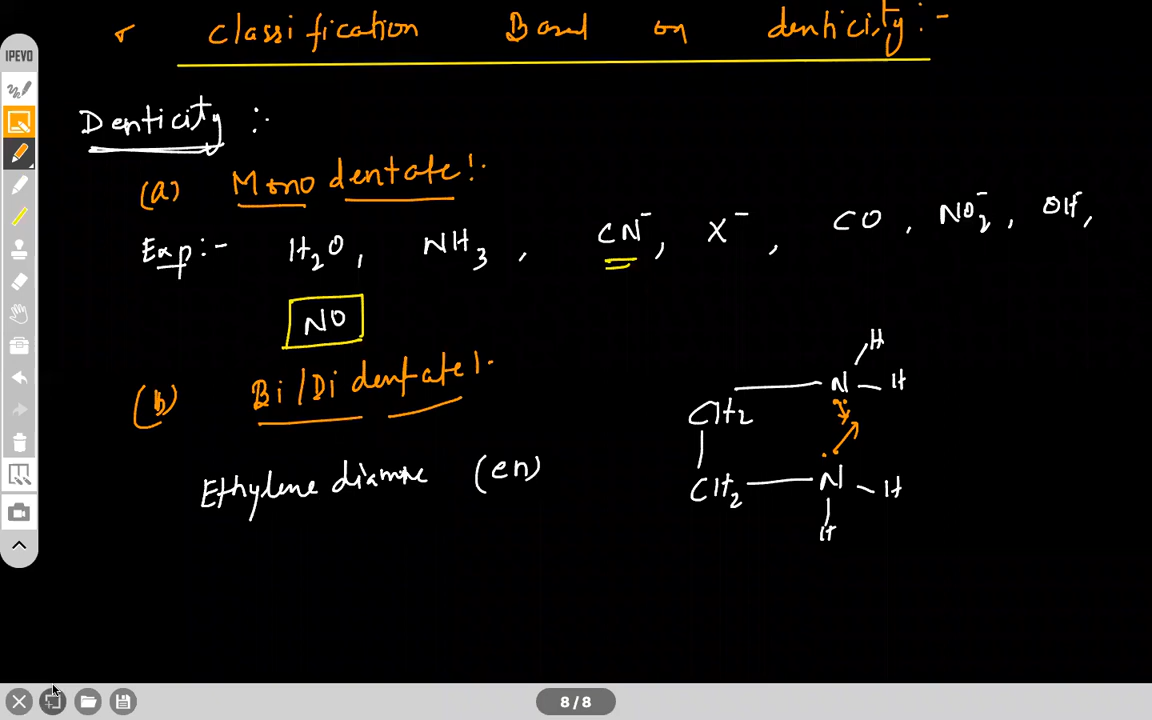 classification Based on denticity :-
Denticity :-
(a) Mono dentate :-
Exp :- H2O, NH3, CN⁻, X⁻, CO, NO2⁻, OH⁻,
NO
(b) Bi/Di dentate :-
Ethylene diamine (en)
CH2 N H H
CH2 N H H
IPEVO
8/8